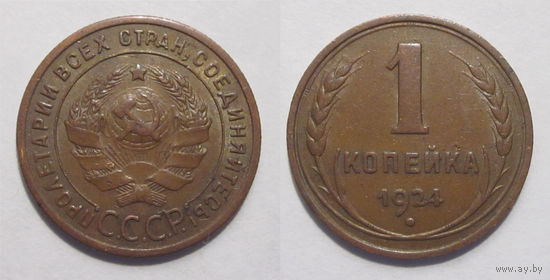 ПРОЛЕТАРИИ ВСЕХ СТРАН, СОЕДИНЯЙТЕСЬ!
С.С.С.Р.
1
КОПЕЙКА
1924
www.ay.by